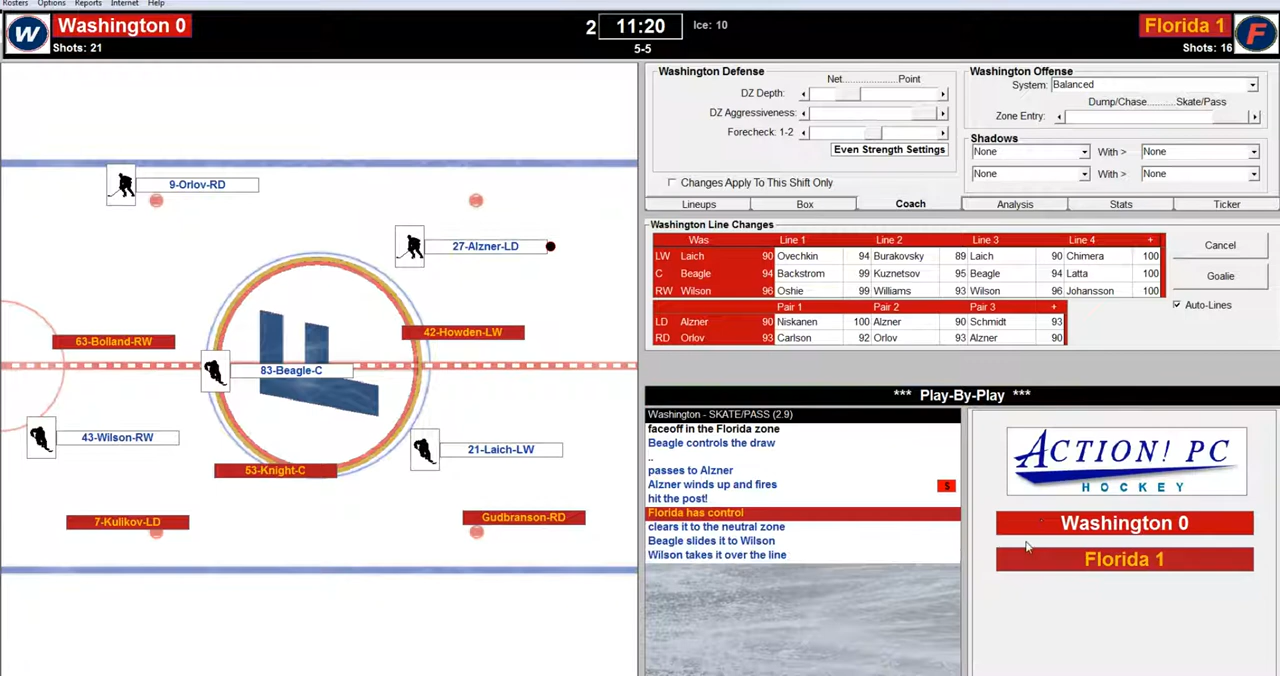 Rosters Options Reports Internet Help
W Washington 0
Shots: 21
2 11:20 Ice: 10
5-5
Florida 1 F
Shots: 16
9-Orlov-RD
27-Alzner-LD
63-Bolland-RW
42-Howden-LW
83-Beagle-C
43-Wilson-RW
21-Laich-LW
53-Knight-C
7-Kulikov-LD
Gudbranson-RD
Washington Defense
Net....................Point
DZ Depth:
DZ Aggressiveness:
Forecheck: 1-2
Even Strength Settings
Changes Apply To This Shift Only
Washington Offense
System: Balanced
Dump/Chase..........Skate/Pass
Zone Entry:
Shadows
None With > None
None With > None
Lineups Box Coach Analysis Stats Ticker
Washington Line Changes
Was Line 1 Line 2 Line 3 Line 4 +
LW Laich 90 Ovechkin 94 Burakovsky 89 Laich 90 Chimera 100
C Beagle 94 Backstrom 99 Kuznetsov 95 Beagle 94 Latta 100
RW Wilson 96 Oshie 99 Williams 93 Wilson 96 Johansson 100
Pair 1 Pair 2 Pair 3 +
LD Alzner 90 Niskanen 100 Alzner 90 Schmidt 93
RD Orlov 93 Carlson 92 Orlov 93 Alzner 90
Cancel
Goalie
Auto-Lines
*** Play-By-Play ***
Washington - SKATE/PASS (2.9)
faceoff in the Florida zone
Beagle controls the draw
..
passes to Alzner
Alzner winds up and fires S
hit the post!
Florida has control
clears it to the neutral zone
Beagle slides it to Wilson
Wilson takes it over the line
ACTION! PC
HOCKEY
Washington 0
Florida 1